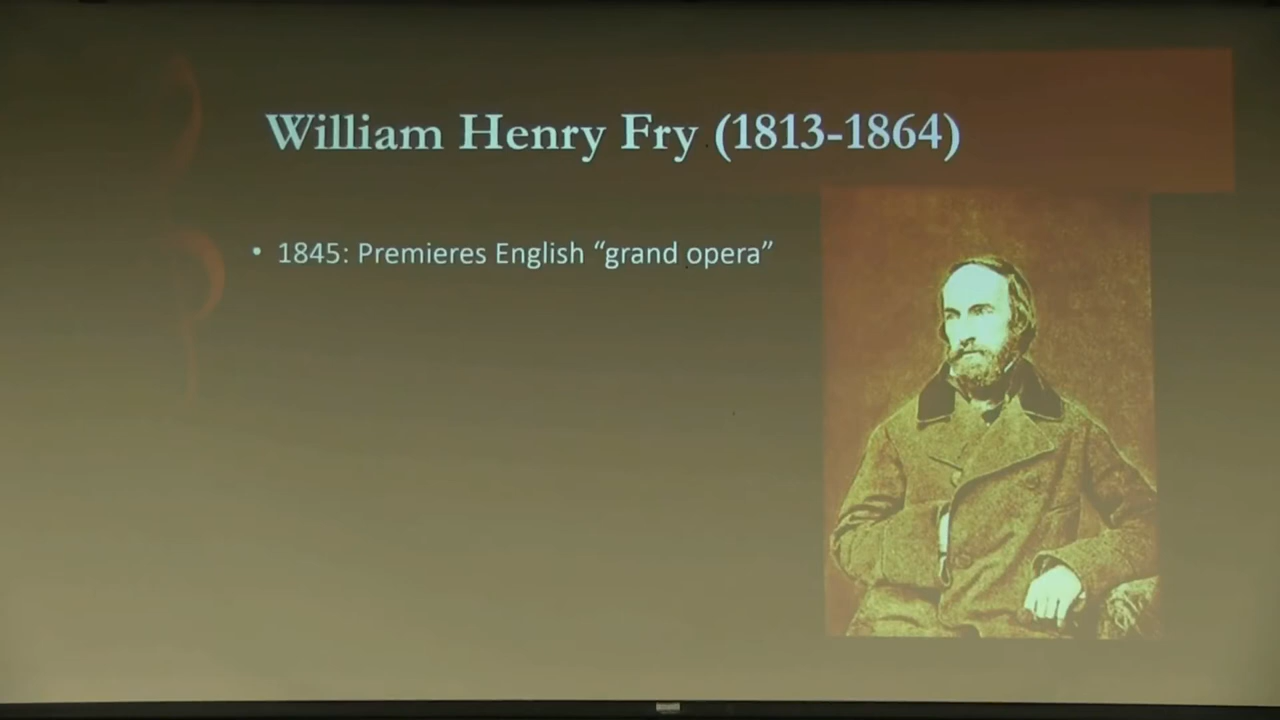 William Henry Fry (1813-1864)
• 1845: Premieres English “grand opera”